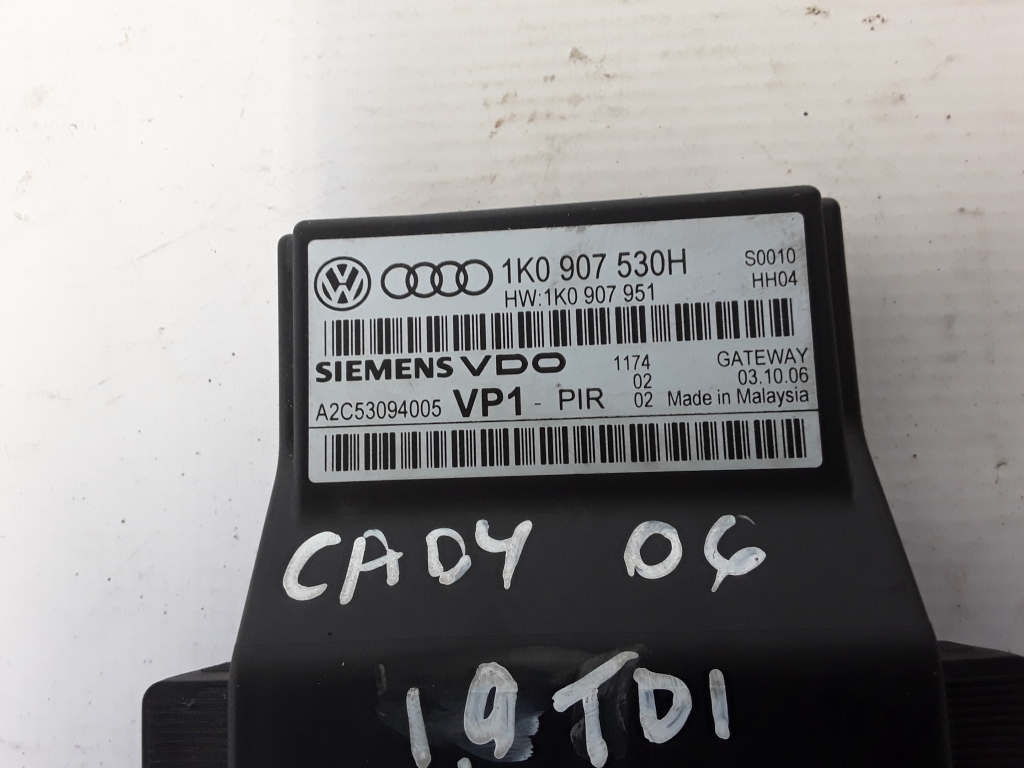 1K0 907 530H S0010
HW:1K0 907 951 HH04
SIEMENS VDO 1174 GATEWAY
02 03.10.06
A2C53094005 VP1 - PIR 02 Made in Malaysia
CADY 06
1,9 TDI